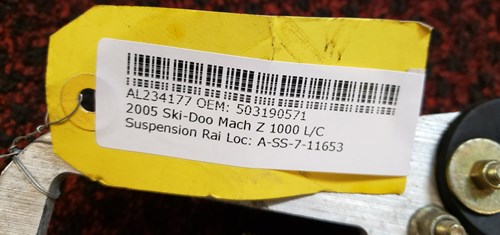 AL234177 OEM: 503190571
2005 Ski-Doo Mach Z 1000 L/C
Suspension Rai Loc: A-SS-7-11653